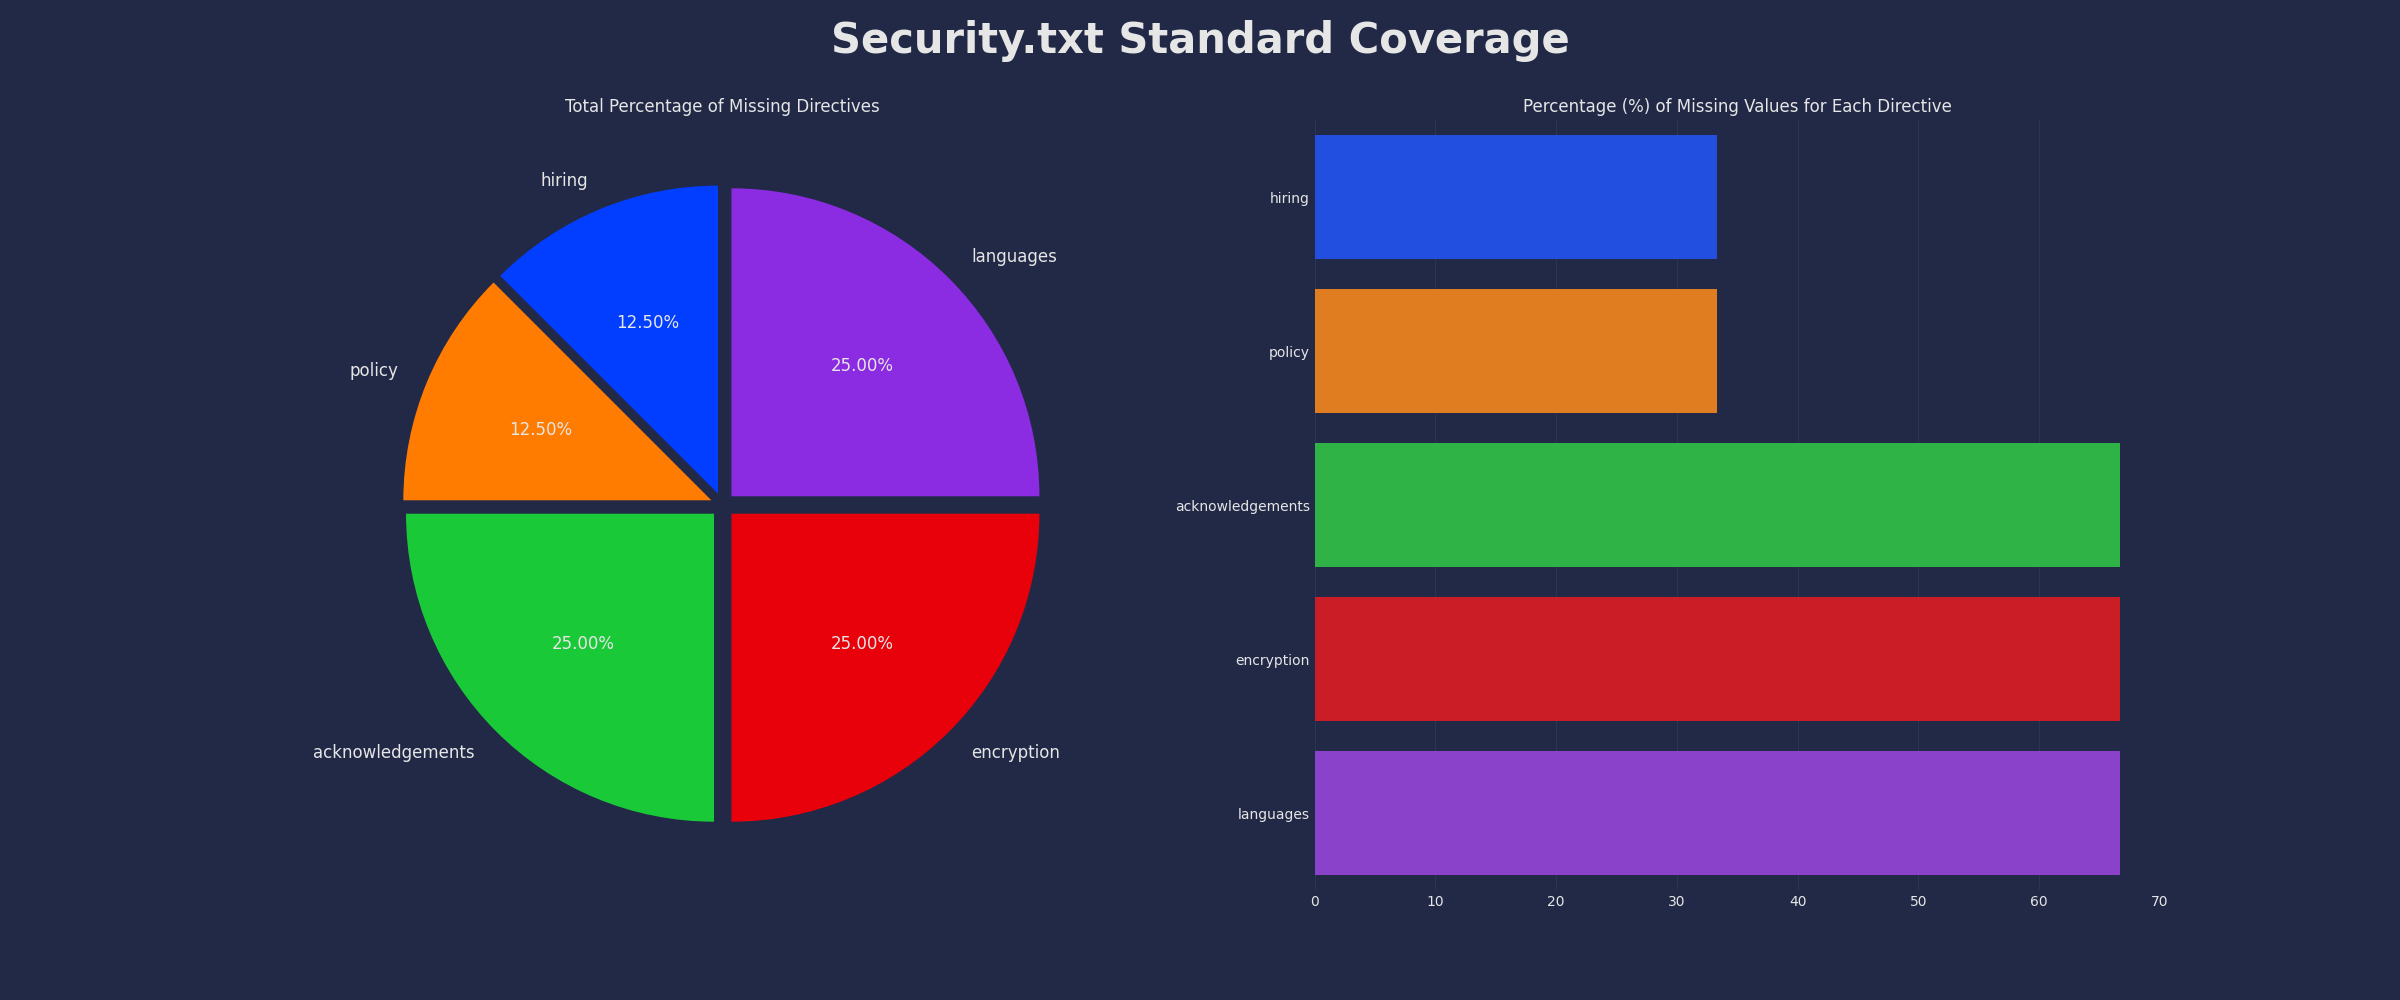 Security.txt Standard Coverage
Total Percentage of Missing Directives
hiring
languages
12.50%
25.00%
policy
12.50%
25.00%
25.00%
acknowledgements
encryption
Percentage (%) of Missing Values for Each Directive
hiring
policy
acknowledgements
encryption
languages
0 10 20 30 40 50 60 70